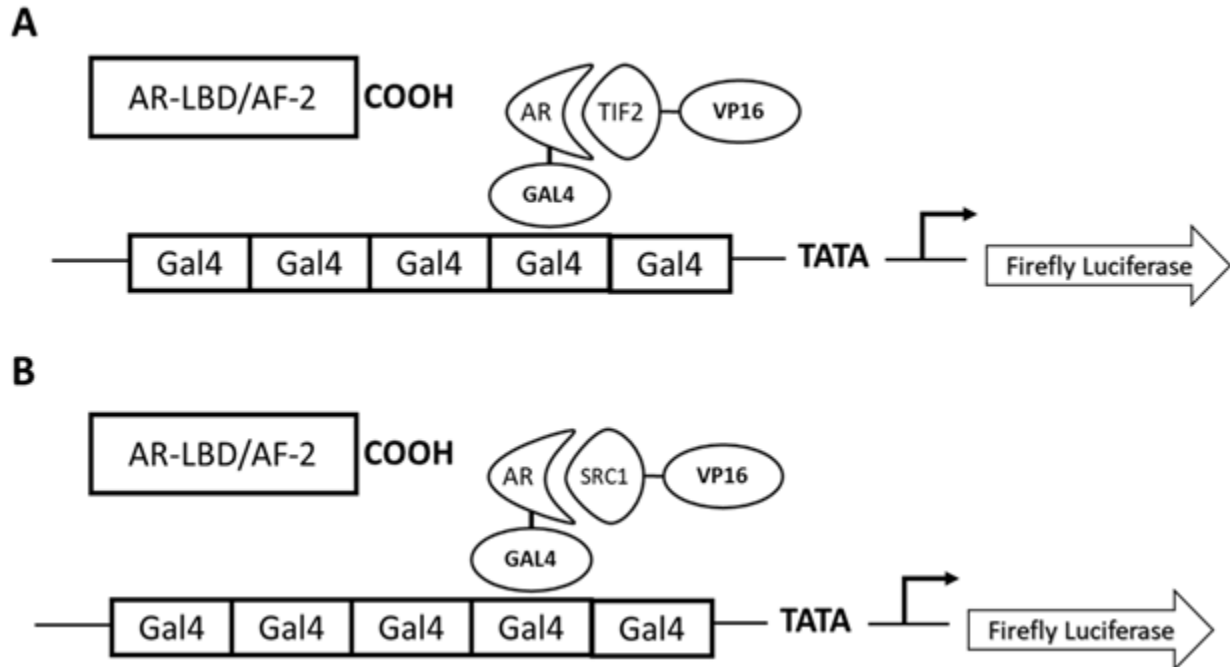 A
AR-LBD/AF-2 COOH AR TIF2 VP16
GAL4
Gal4 Gal4 Gal4 Gal4 Gal4 TATA Firefly Luciferase
B
AR-LBD/AF-2 COOH AR SRC1 VP16
GAL4
Gal4 Gal4 Gal4 Gal4 Gal4 TATA Firefly Luciferase